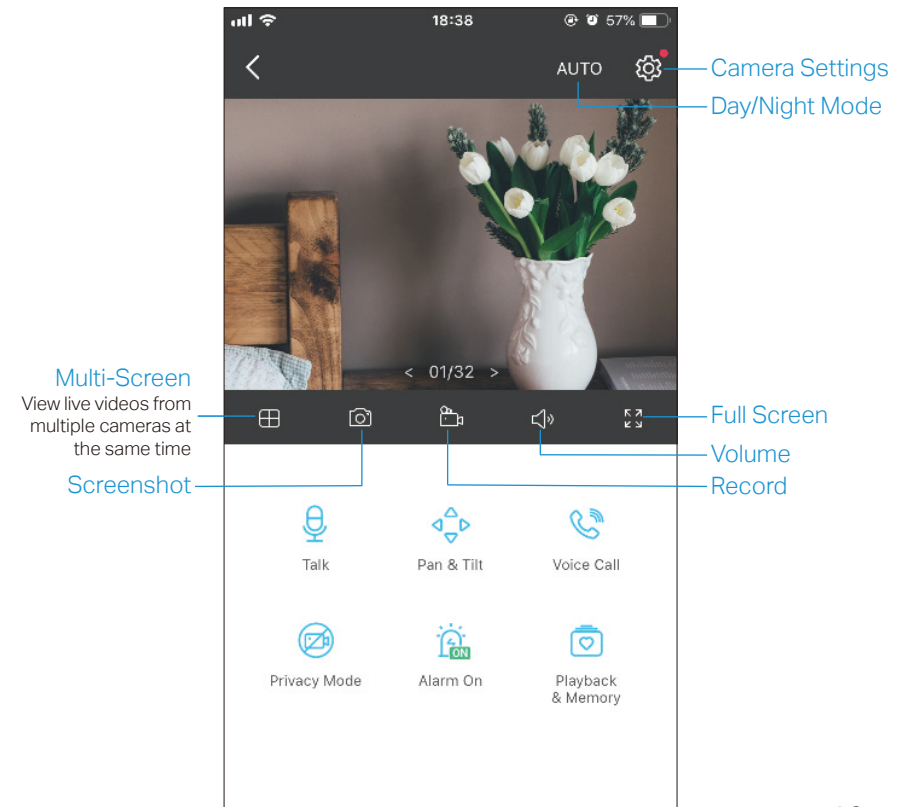 18:38
57%
AUTO
Camera Settings
Day/Night Mode
< 01/32 >
Multi-Screen
View live videos from
multiple cameras at
the same time
Full Screen
Volume
Screenshot
Record
Talk
Pan & Tilt
Voice Call
ON
Privacy Mode
Alarm On
Playback
& Memory